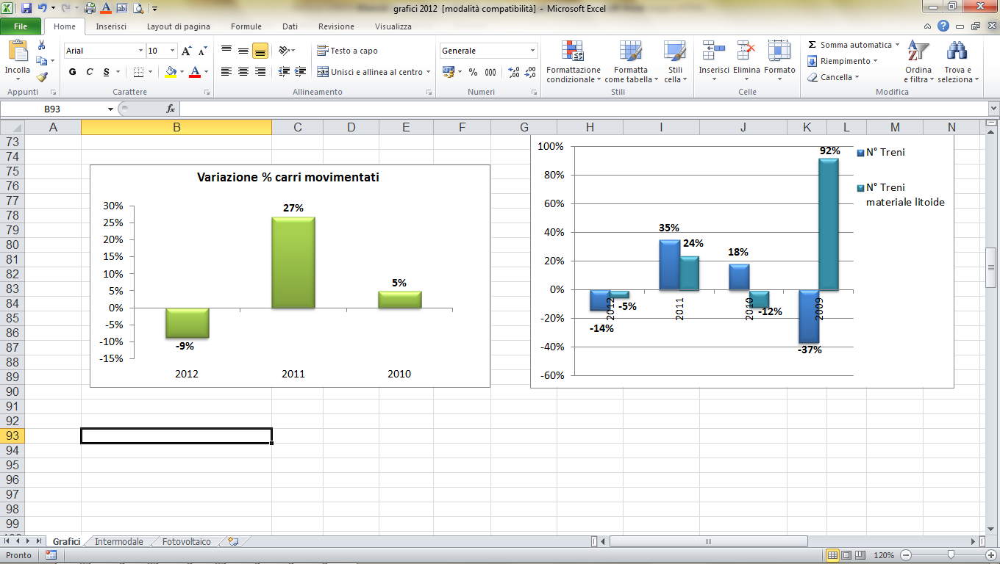 grafici 2012 [modalità compatibilità] - Microsoft Excel
File Home Inserisci Layout di pagina Formule Dati Revisione Visualizza
Incolla
Arial 10
G C S
Testo a capo
Unisci e allinea al centro
Generale
% 000
Formattazione condizionale
Formatta come tabella
Stili cella
Inserisci Elimina Formato
Σ Somma automatica
Riempimento
Cancella
Ordina e filtra
Trova e seleziona
Appunti Carattere Allineamento Numeri Stili Celle Modifica
B93 fx
A B C D E F G H I J K L M N
73
74
75
76
77
78
79
80
81
82
83
84
85
86
87
88
89
90
91
92
93
94
95
96
97
98
99
Variazione % carri movimentati
30%
25%
20%
15%
10%
5%
0%
-5%
-10%
-15%
27%
5%
-9%
2012 2011 2010
100%
80%
60%
40%
20%
0%
-20%
-40%
-60%
92%
35%
24%
18%
-5%
-12%
-14%
-37%
2012 2011 2010 2009
N° Treni
N° Treni
materiale litoide
Grafici Intermodale Fotovoltaico
Pronto 120%